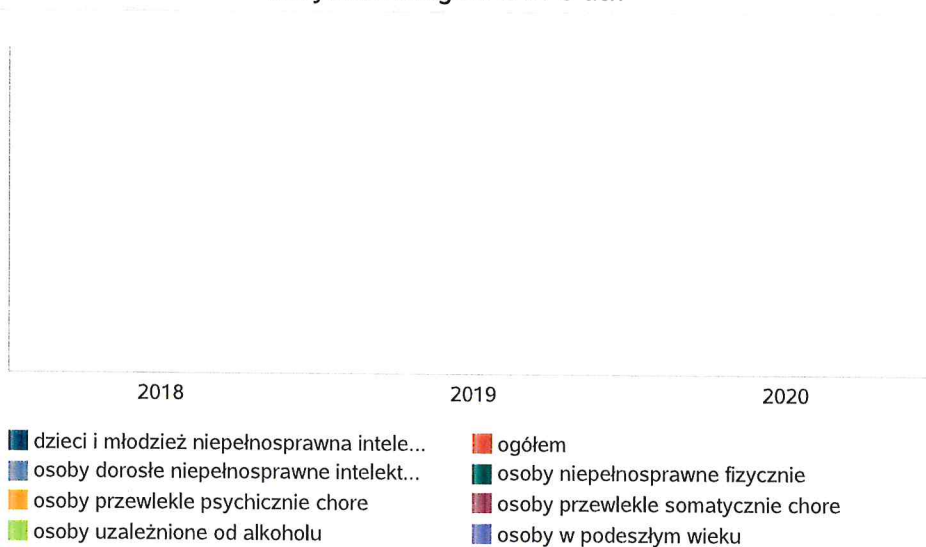 2018 2019 2020
dzieci i młodzież niepełnosprawna intele... ogółem
osoby dorosłe niepełnosprawne intelekt... osoby niepełnosprawne fizycznie
osoby przewlekle psychicznie chore osoby przewlekle somatycznie chore
osoby uzależnione od alkoholu osoby w podeszłym wieku